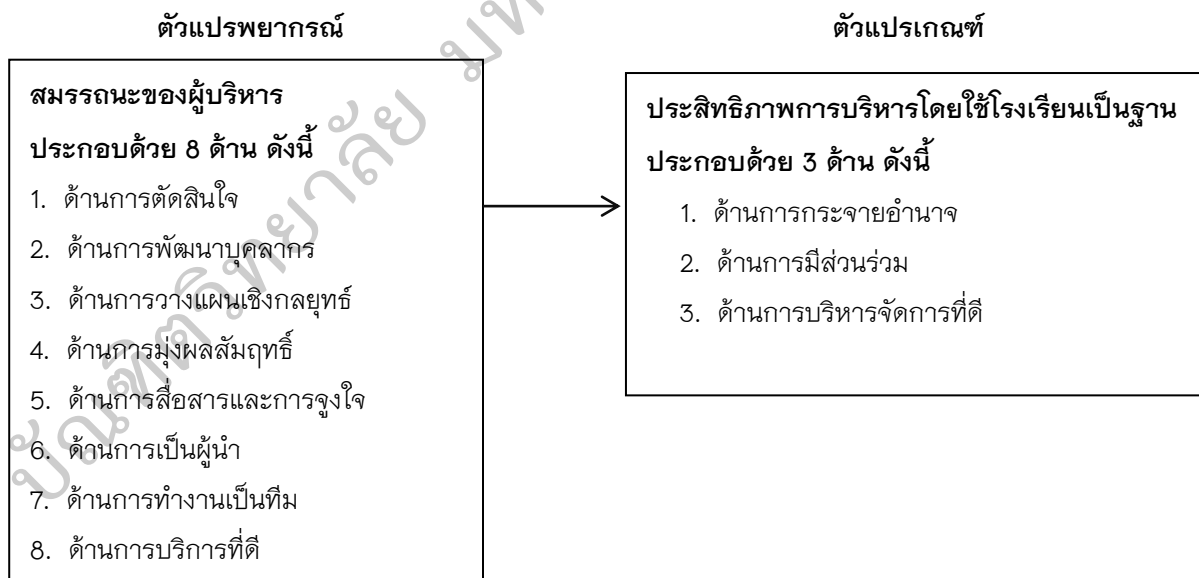 ตัวแปรพยากรณ์
สมรรถนะของผู้บริหาร
ประกอบด้วย 8 ด้าน ดังนี้
1. ด้านการตัดสินใจ
2. ด้านการพัฒนาบุคลากร
3. ด้านการวางแผนเชิงกลยุทธ์
4. ด้านการมุ่งผลสัมฤทธิ์
5. ด้านการสื่อสารและการจูงใจ
6. ด้านการเป็นผู้นำ
7. ด้านการทำงานเป็นทีม
8. ด้านการบริการที่ดี
ตัวแปรเกณฑ์
ประสิทธิภาพการบริหารโดยใช้โรงเรียนเป็นฐาน
ประกอบด้วย 3 ด้าน ดังนี้
1. ด้านการกระจายอำนาจ
2. ด้านการมีส่วนร่วม
3. ด้านการบริหารจัดการที่ดี
บัณฑิตวิทยาลัย